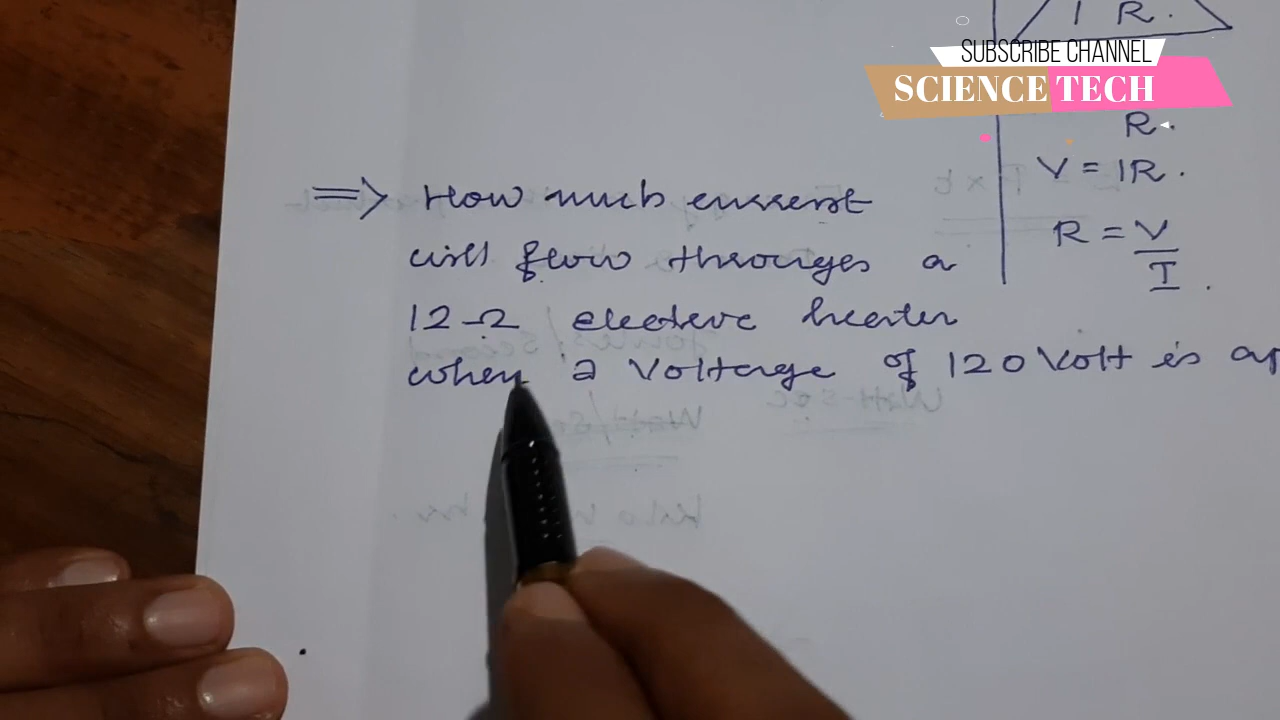 I R.
SUBSCRIBE CHANNEL
SCIENCE TECH
R.
V = IR.
R = V
I .
=> How much current
will flow through a
12 Ω electric heater
when a Voltage of 120 Volt is ap